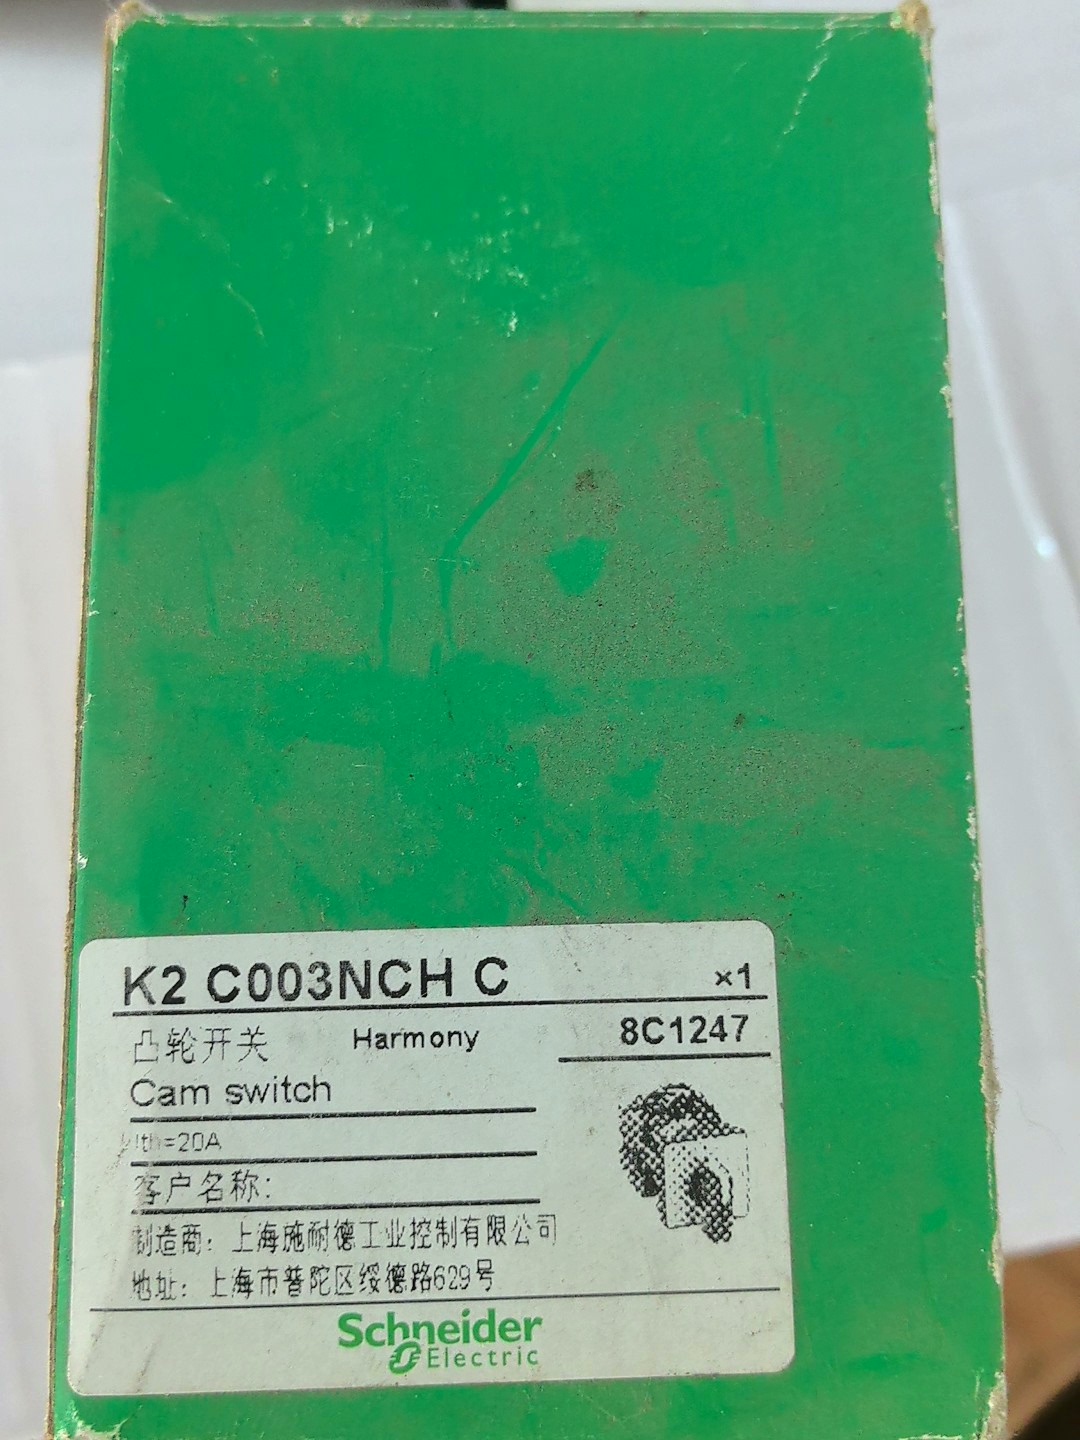 K2 C003NCH C ×1
凸轮开关 Harmony 8C1247
Cam switch
Ith=20A
客户名称:
制造商: 上海施耐德工业控制有限公司
地址: 上海市普陀区绥德路629号
Schneider
Electric